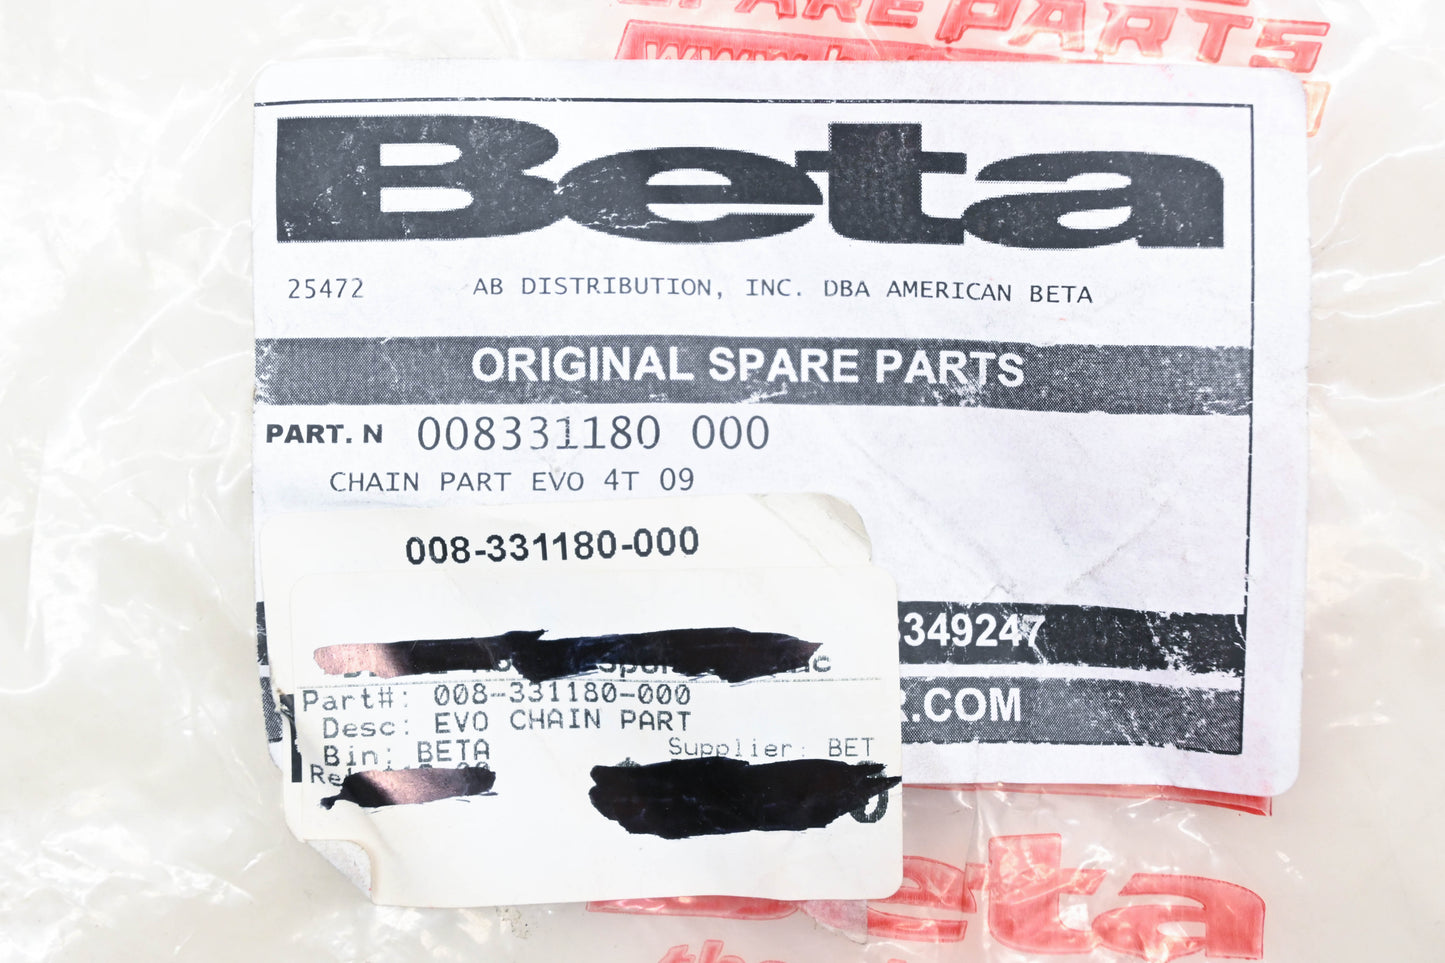 SPARE PARTS
Beta
25472 AB DISTRIBUTION, INC. DBA AMERICAN BETA
ORIGINAL SPARE PARTS
PART. N 008331180 000
CHAIN PART EVO 4T 09
008-331180-000
349247
Part#: 008-331180-000
Desc: EVO CHAIN PART
R.COM
Bin: BETA Supplier: BET
Beta
the